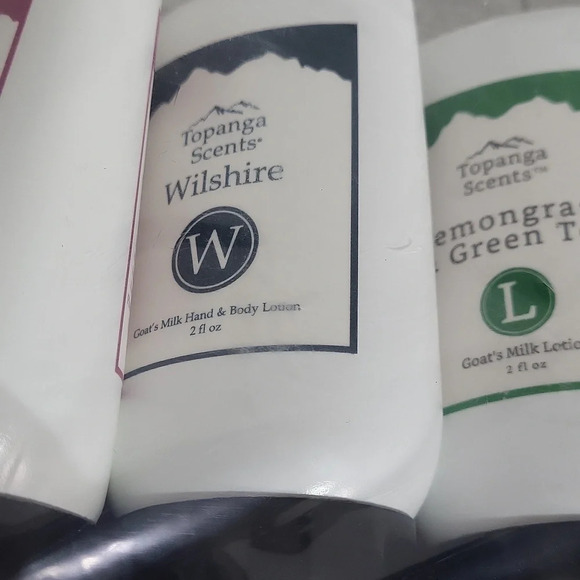 Topanga
Scents®
Wilshire
W
Goat's Milk Hand & Body Lotion
2 fl oz
Topanga
Scents™
emongra
Green T
L
Goat's Milk Lotio
2 fl oz